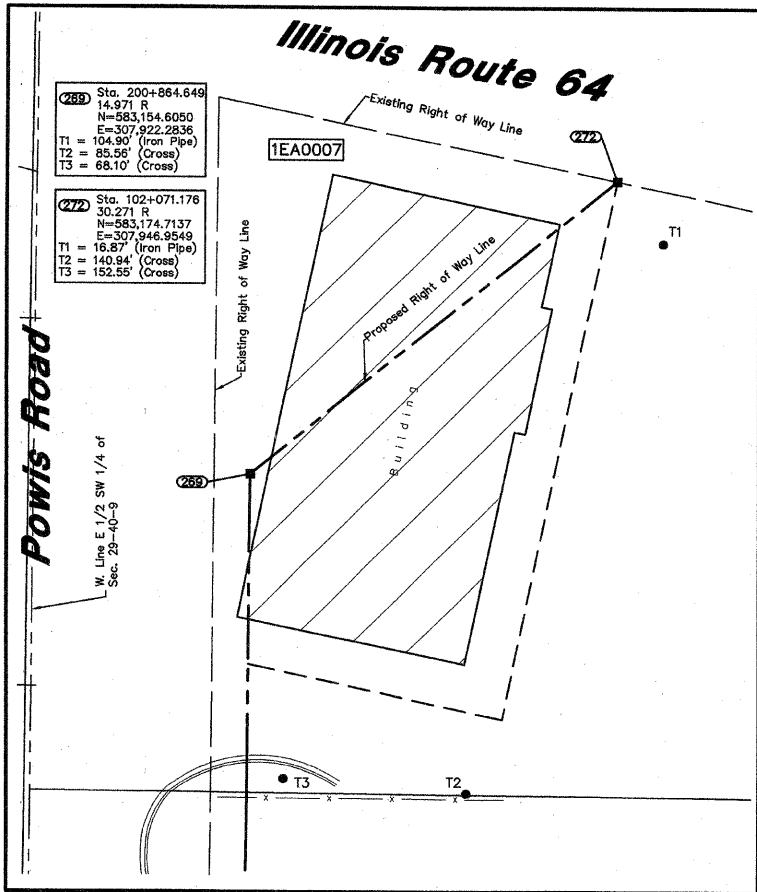 Illinois Route 64
Existing Right of Way Line
269 Sta. 200+864.649
14.971 R
N=583,154.6050
E=307,922.2836
T1 = 104.90' (Iron Pipe)
T2 = 85.56' (Cross)
T3 = 68.10' (Cross)
1EA0007
272
272 Sta. 102+071.176
30.271 R
N=583,174.7137
E=307,946.9549
T1 = 16.87' (Iron Pipe)
T2 = 140.94' (Cross)
T3 = 152.55' (Cross)
T1
Existing Right of Way Line
Proposed Right of Way Line
Building
Powis Road
269
W. Line E 1/2 SW 1/4 of
Sec. 29-40-9
T3
T2
x x x x